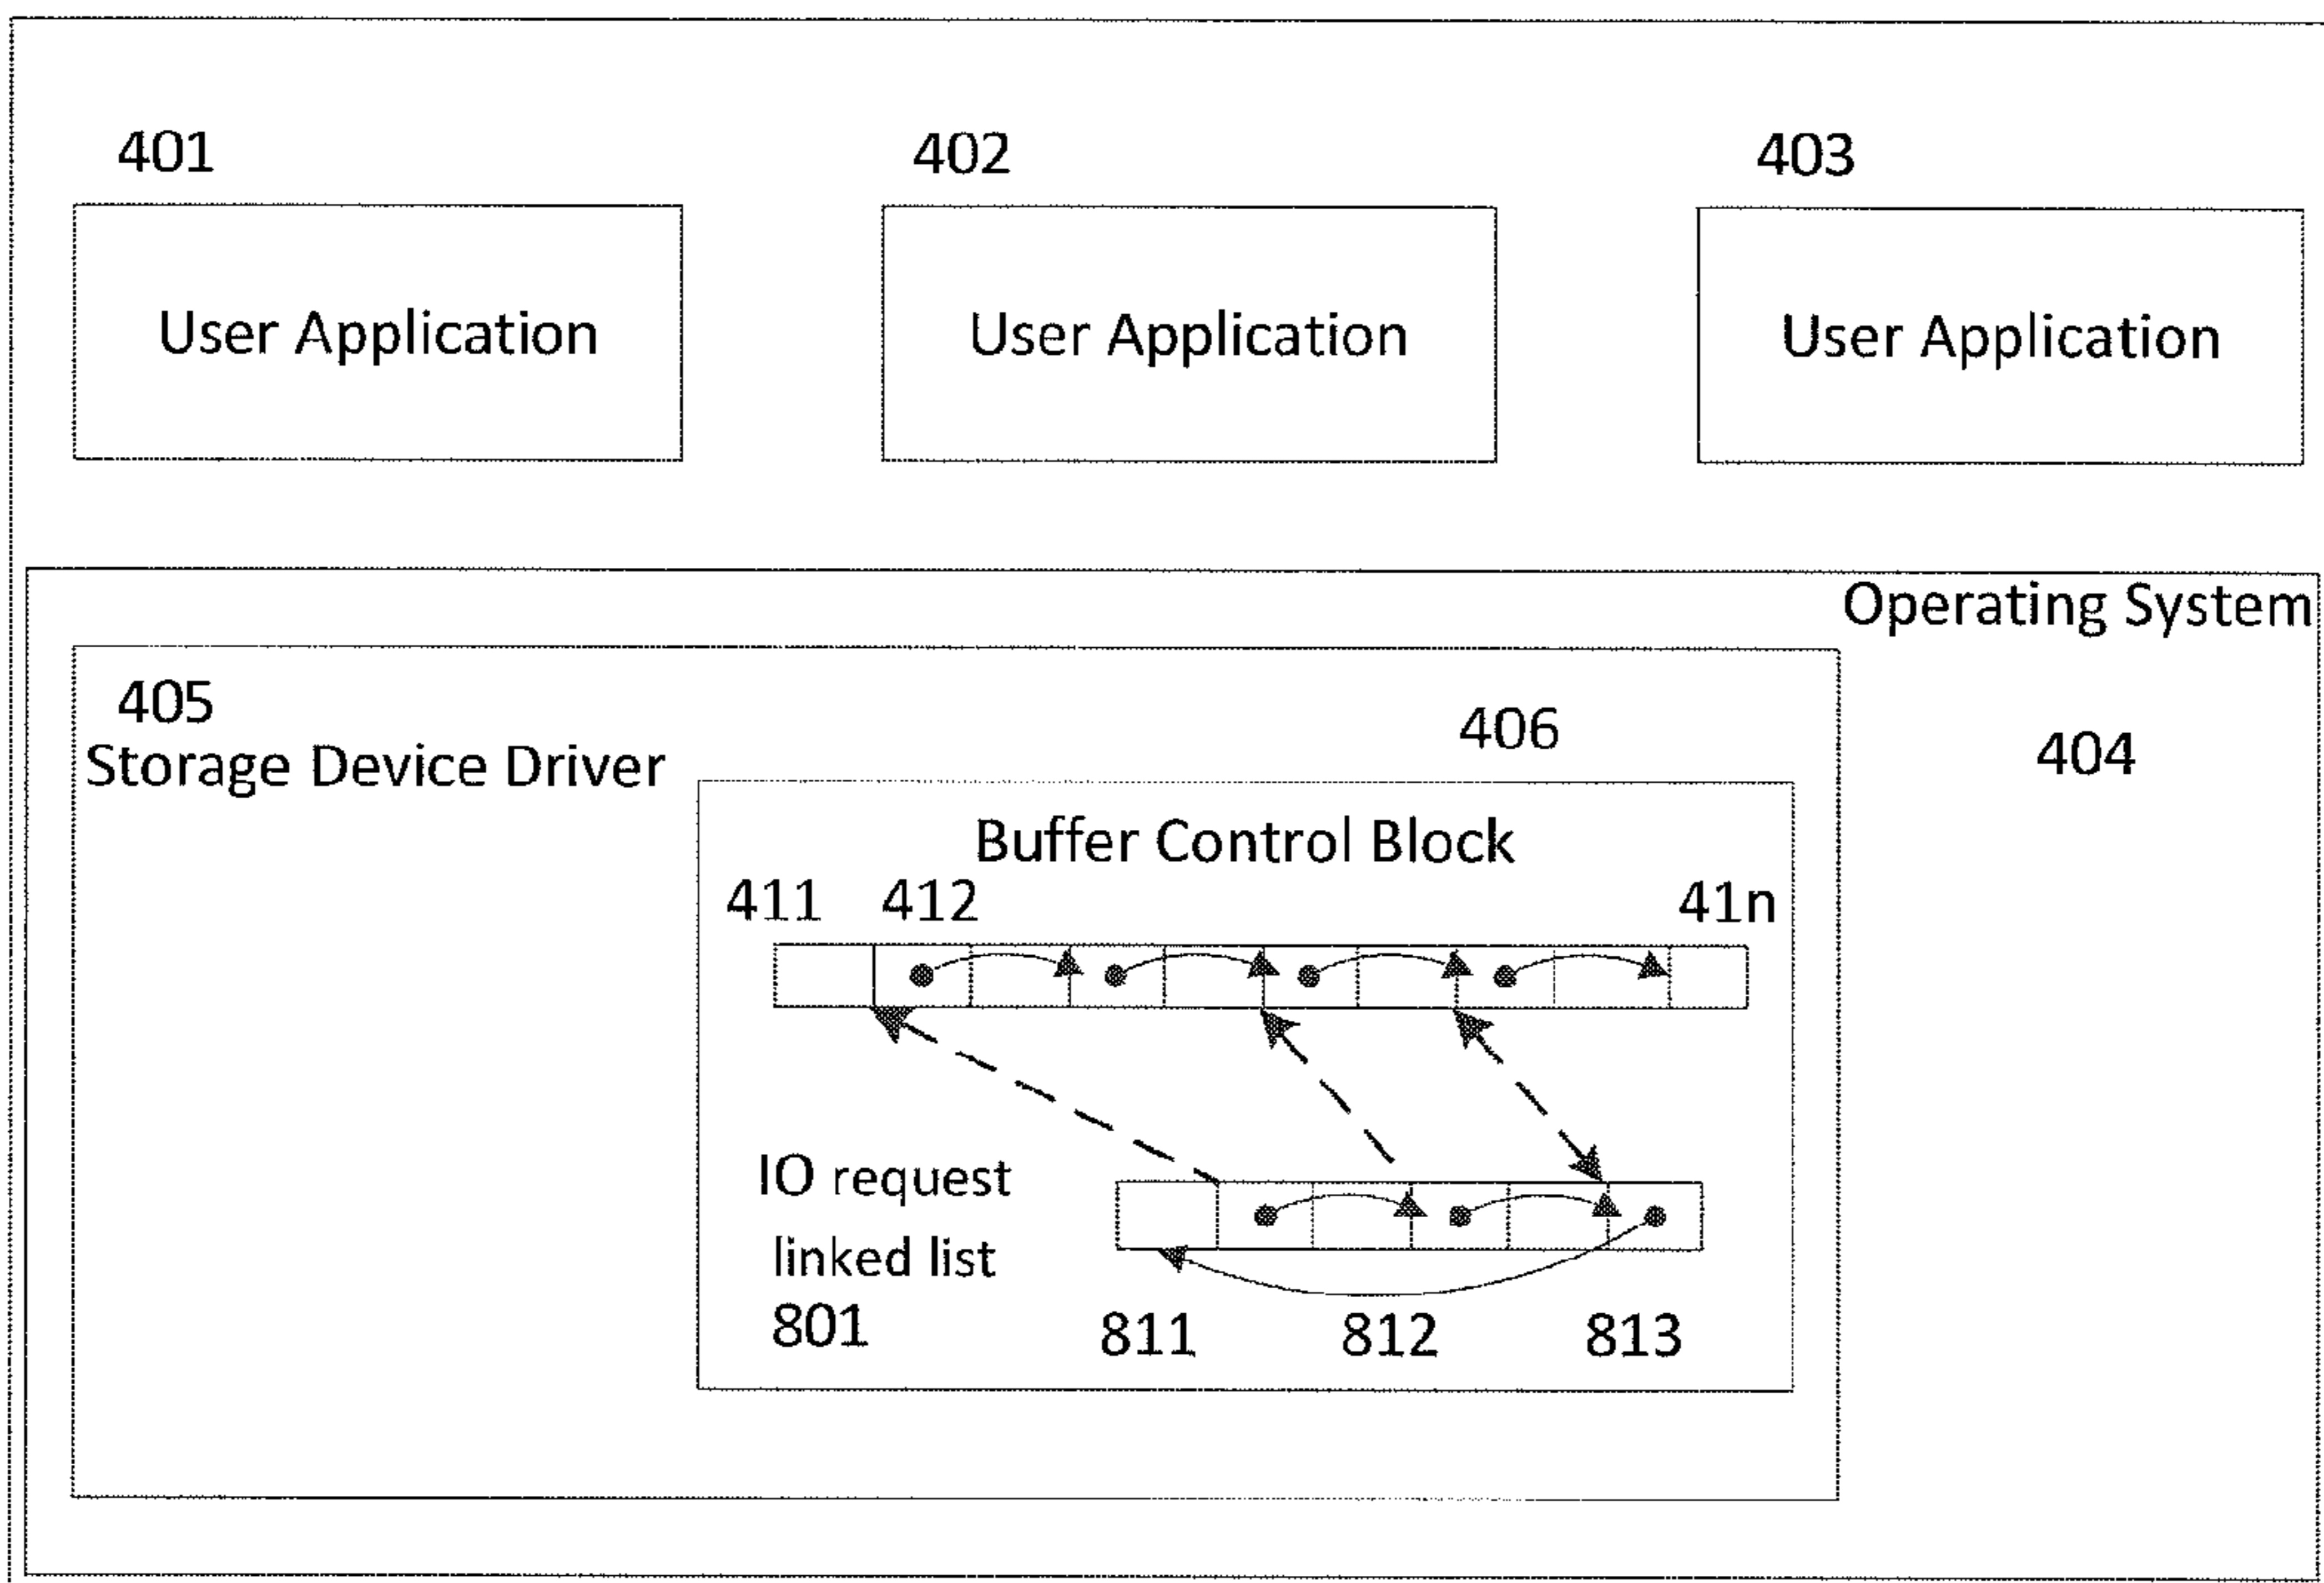 401
402
403
User Application
User Application
User Application
Operating System
404
405
Storage Device Driver
406
Buffer Control Block
411
412
41n
IO request
linked list
801
811
812
813